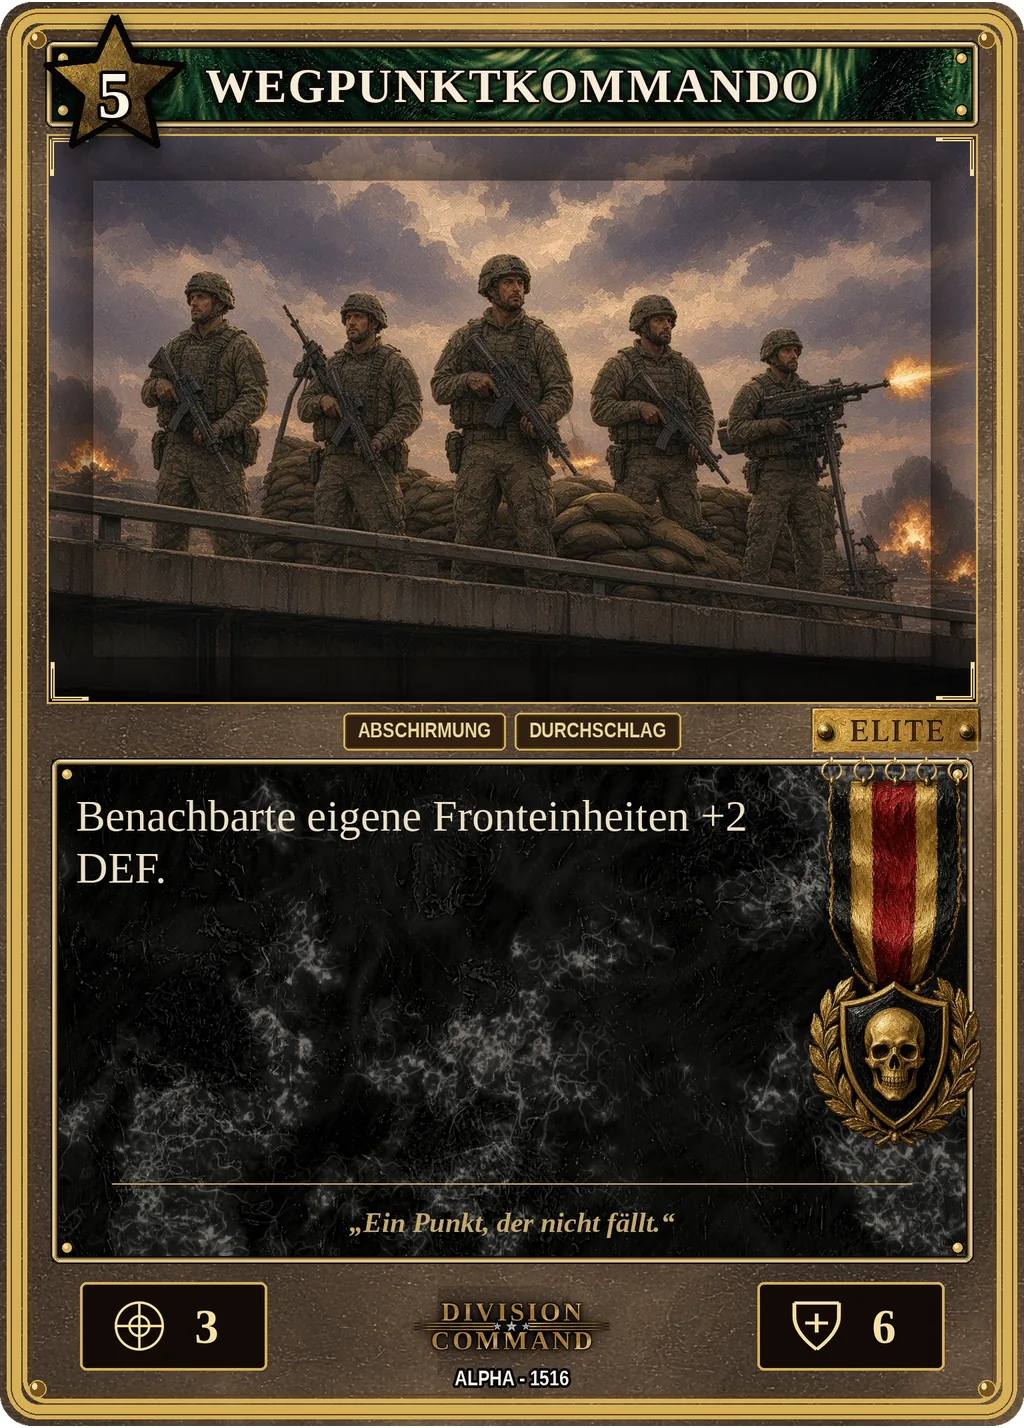 5
WEGPUNKTKOMMANDO
ABSCHIRMUNG
DURCHSCHLAG
ELITE
Benachbarte eigene Fronteinheiten +2
DEF.
„Ein Punkt, der nicht fällt.“
3
DIVISION
COMMAND
ALPHA - 1516
6